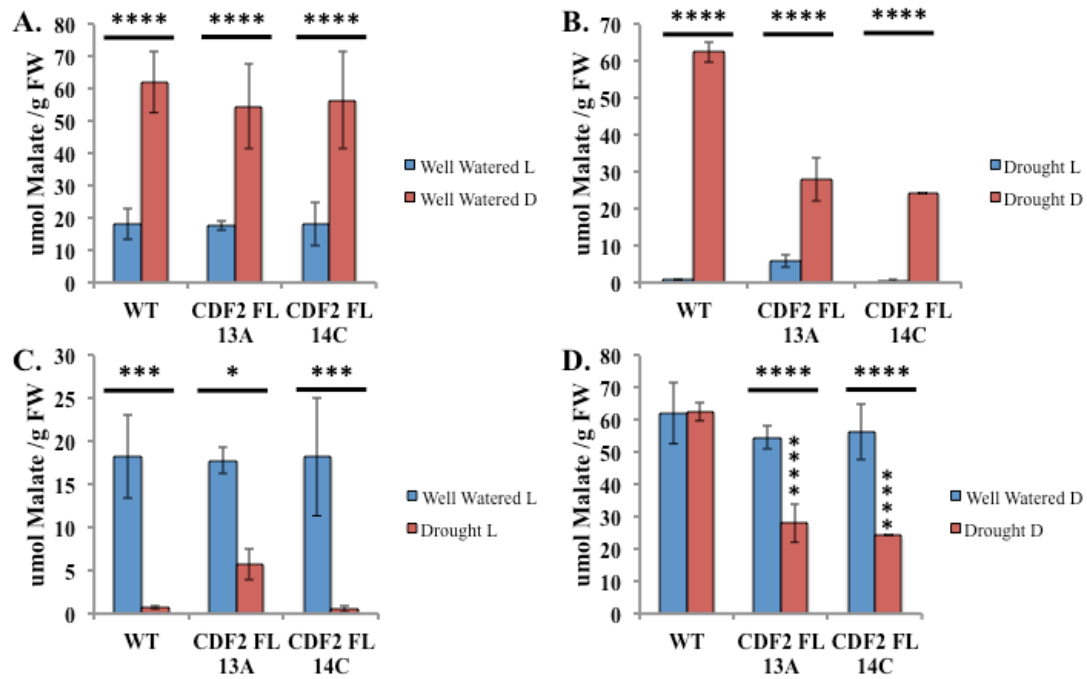 A.
umol Malate /g FW
80
70
60
50
40
30
20
10
0
**** **** ****
WT
CDF2 FL
13A
CDF2 FL
14C
Well Watered L
Well Watered D
B.
umol Malate /g FW
70
60
50
40
30
20
10
0
**** **** ****
WT
CDF2 FL
13A
CDF2 FL
14C
Drought L
Drought D
C.
umol Malate /g FW
30
25
20
15
10
5
0
*** * ***
WT
CDF2 FL
13A
CDF2 FL
14C
Well Watered L
Drought L
D.
umol Malate /g FW
80
70
60
50
40
30
20
10
0
**** ****
****
****
WT
CDF2 FL
13A
CDF2 FL
14C
Well Watered D
Drought D